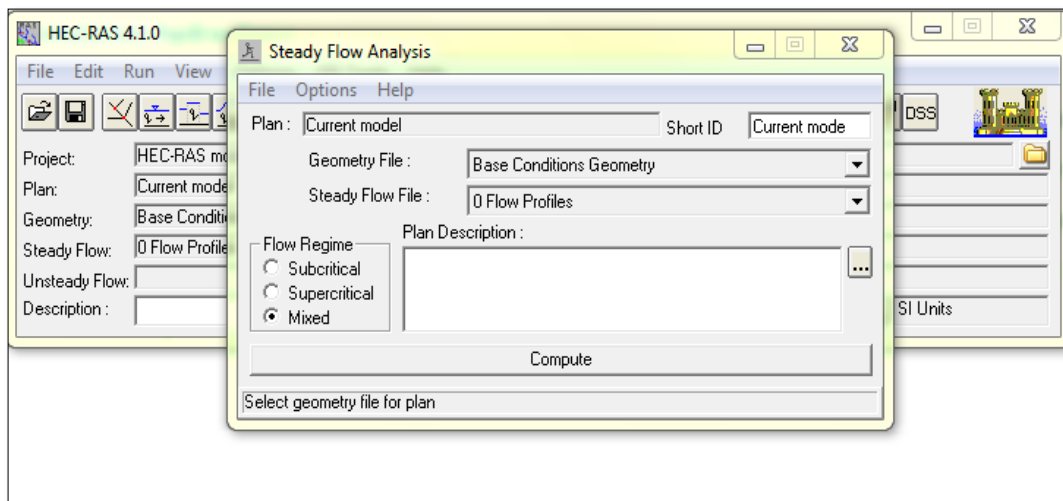 HEC-RAS 4.1.0
File Edit Run View
DSS
Project: HEC-RAS
Plan: Current mode
Geometry: Base
Steady Flow: 0 Flow Profile
Unsteady Flow:
Description :
SI Units
Steady Flow Analysis
File Options Help
Plan : Current model Short ID Current mode
Geometry File : Base Conditions Geometry
Steady Flow File : 0 Flow Profiles
Flow Regime
Subcritical
Supercritical
Mixed
Plan Description :
...
Compute
Select geometry file for plan